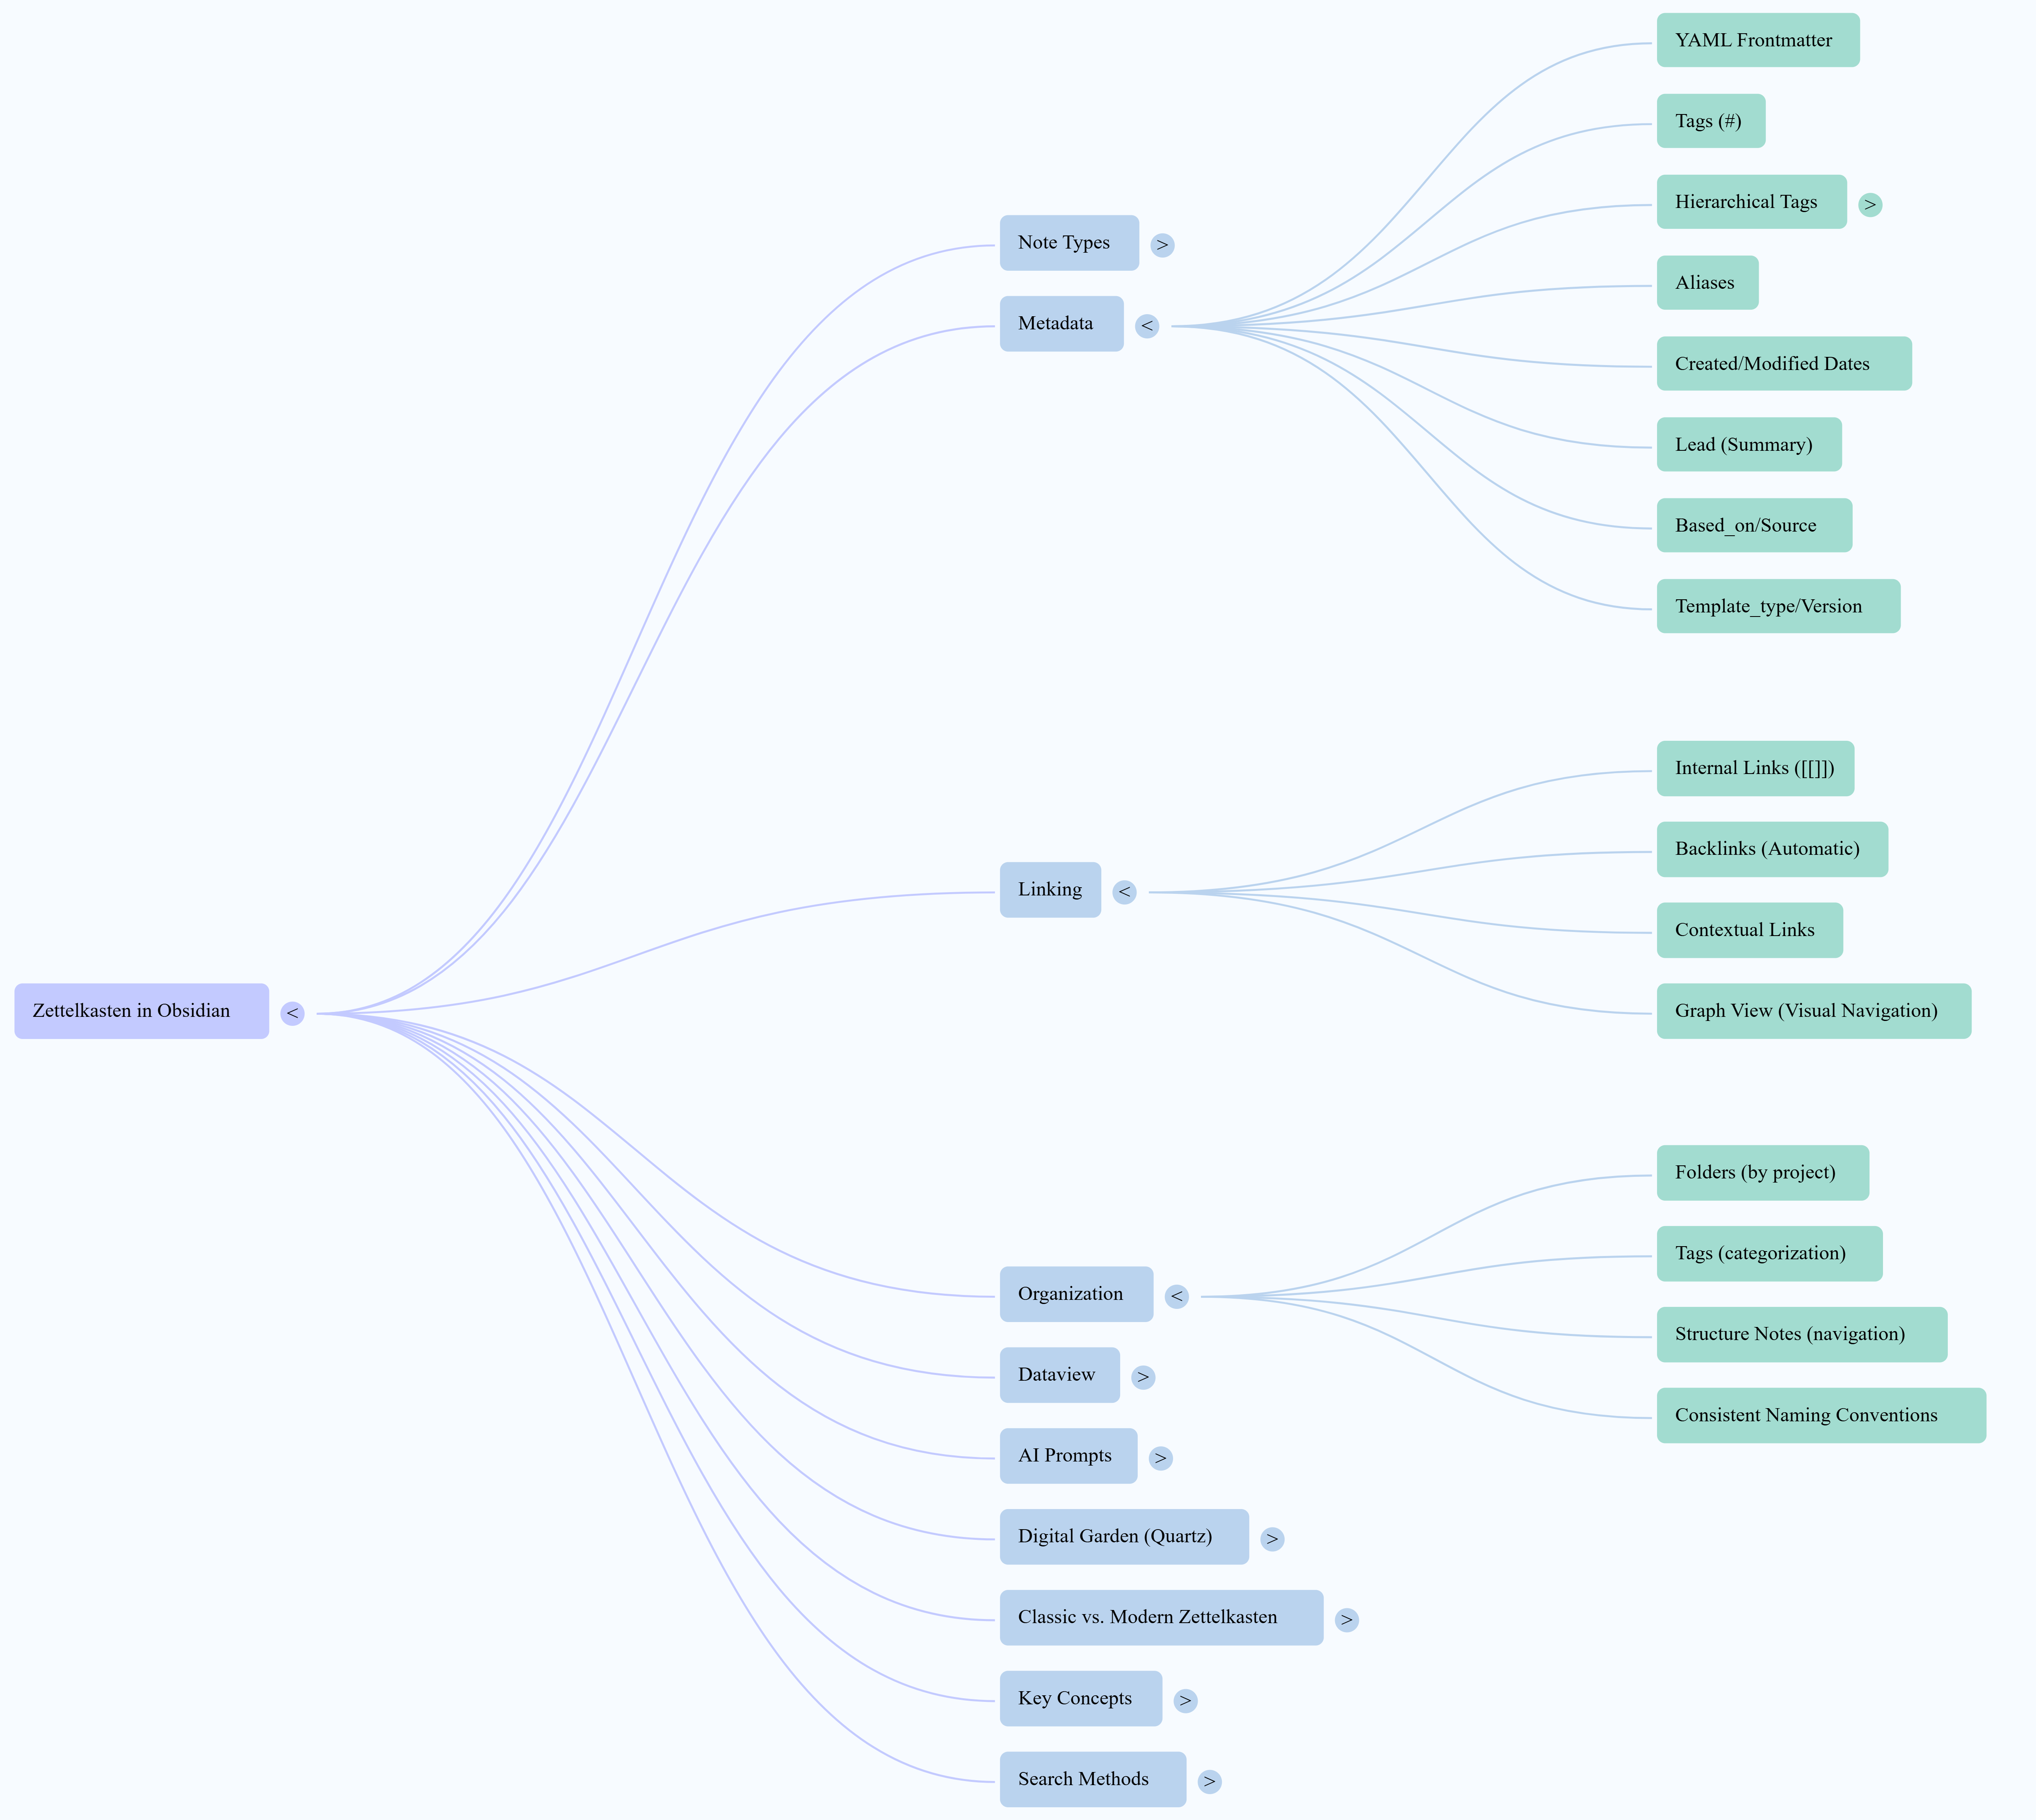 Zettelkasten in Obsidian <
Note Types >
Metadata <
YAML Frontmatter
Tags (#)
Hierarchical Tags >
Aliases
Created/Modified Dates
Lead (Summary)
Based_on/Source
Template_type/Version
Linking <
Internal Links ([[]])
Backlinks (Automatic)
Contextual Links
Graph View (Visual Navigation)
Organization <
Folders (by project)
Tags (categorization)
Structure Notes (navigation)
Consistent Naming Conventions
Dataview >
AI Prompts >
Digital Garden (Quartz) >
Classic vs. Modern Zettelkasten >
Key Concepts >
Search Methods >